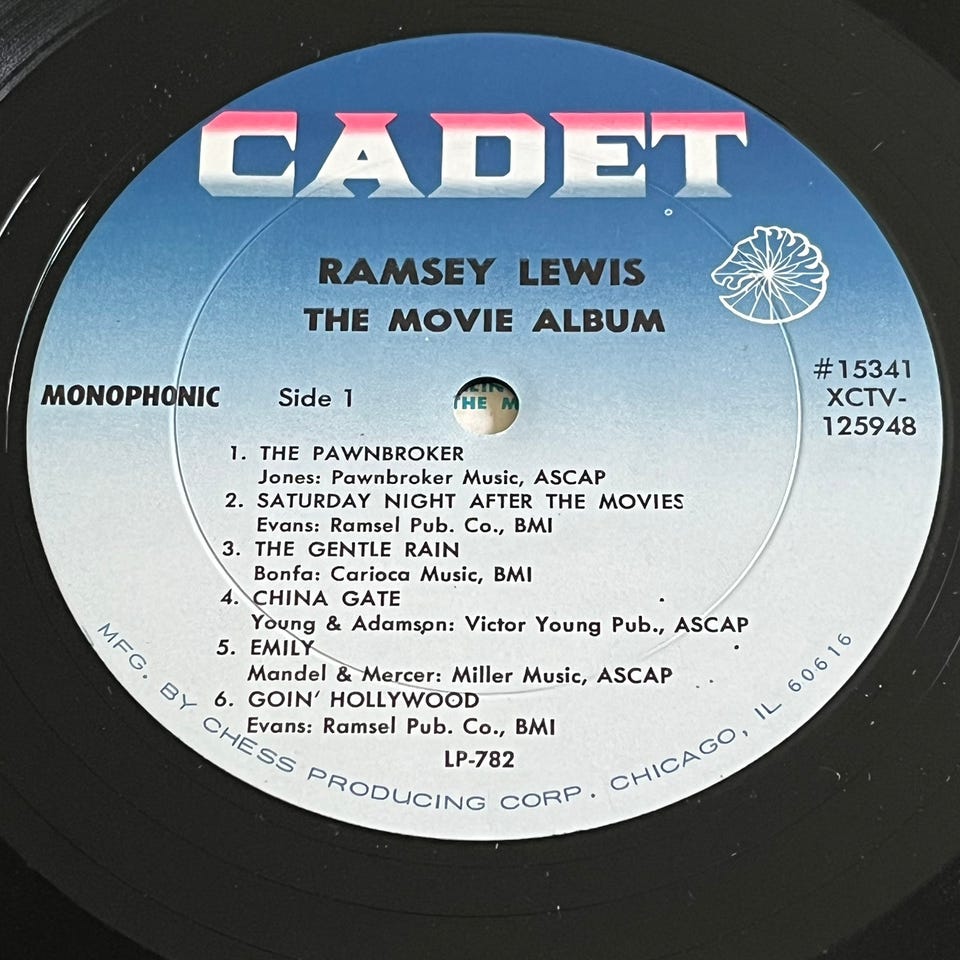 CADET
RAMSEY LEWIS
THE MOVIE ALBUM
MONOPHONIC
Side 1
#15341
XCTV-
125948
THE M
1. THE PAWNBROKER
Jones: Pawnbroker Music, ASCAP
2. SATURDAY NIGHT AFTER THE MOVIES
Evans: Ramsel Pub. Co., BMI
3. THE GENTLE RAIN
Bonfa: Carioca Music, BMI
4. CHINA GATE
Young & Adamson: Victor Young Pub., ASCAP
5. EMILY
Mandel & Mercer: Miller Music, ASCAP
6. GOIN' HOLLYWOOD
Evans: Ramsel Pub. Co., BMI
LP-782
MFG. BY CHESS PRODUCING CORP. CHICAGO, IL 60616